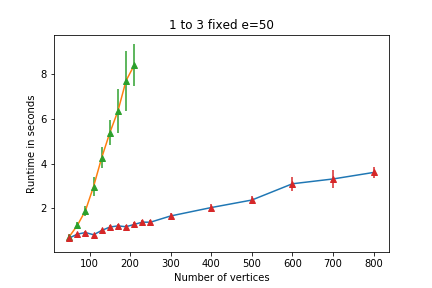 1 to 3 fixed e=50
Runtime in seconds
8
6
4
2
100 200 300 400 500 600 700 800
Number of vertices